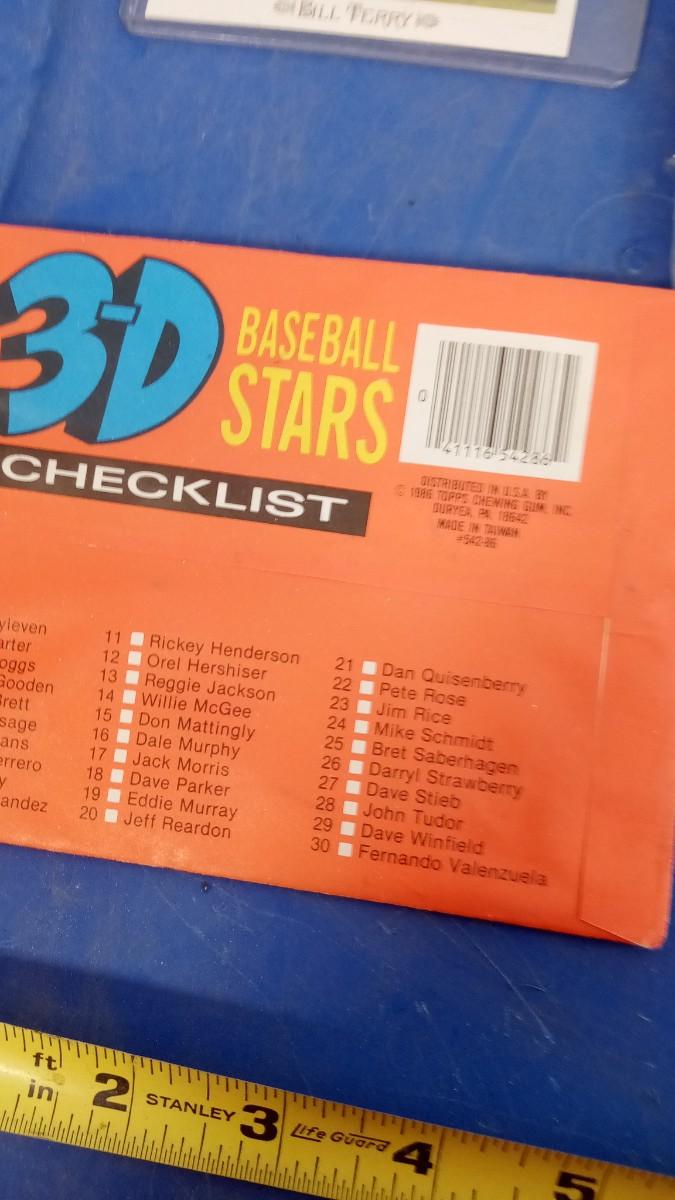 BILL TERRY
3-D
BASEBALL
STARS
CHECKLIST
0
41116 54286
DISTRIBUTED IN U.S.A. BY
© 1986 TOPPS CHEWING GUM, INC.
DURYEA, PA. 18642
MADE IN TAIWAN
#542-86
yleven
arter
oggs
Gooden
Brett
sage
ans
errero
y
andez
11 Rickey Henderson
12 Orel Hershiser
13 Reggie Jackson
14 Willie McGee
15 Don Mattingly
16 Dale Murphy
17 Jack Morris
18 Dave Parker
19 Eddie Murray
20 Jeff Reardon
21 Dan Quisenberry
22 Pete Rose
23 Jim Rice
24 Mike Schmidt
25 Bret Saberhagen
26 Darryl Strawberry
27 Dave Stieb
28 John Tudor
29 Dave Winfield
30 Fernando Valenzuela
ft
in 2 STANLEY 3 Life Guard 4 5